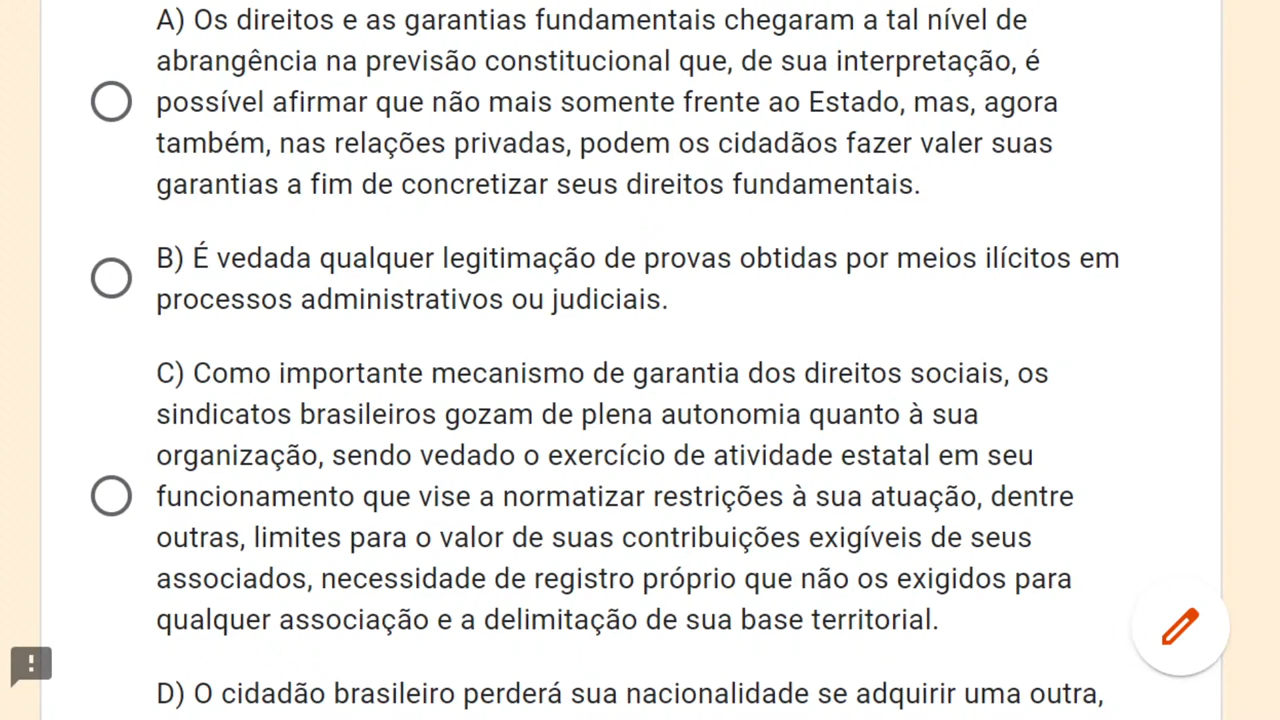 A) Os direitos e as garantias fundamentais chegaram a tal nível de
abrangência na previsão constitucional que, de sua interpretação, é
possível afirmar que não mais somente frente ao Estado, mas, agora
também, nas relações privadas, podem os cidadãos fazer valer suas
garantias a fim de concretizar seus direitos fundamentais.
B) É vedada qualquer legitimação de provas obtidas por meios ilícitos em
processos administrativos ou judiciais.
C) Como importante mecanismo de garantia dos direitos sociais, os
sindicatos brasileiros gozam de plena autonomia quanto à sua
organização, sendo vedado o exercício de atividade estatal em seu
funcionamento que vise a normatizar restrições à sua atuação, dentre
outras, limites para o valor de suas contribuições exigíveis de seus
associados, necessidade de registro próprio que não os exigidos para
qualquer associação e a delimitação de sua base territorial.
D) O cidadão brasileiro perderá sua nacionalidade se adquirir uma outra,